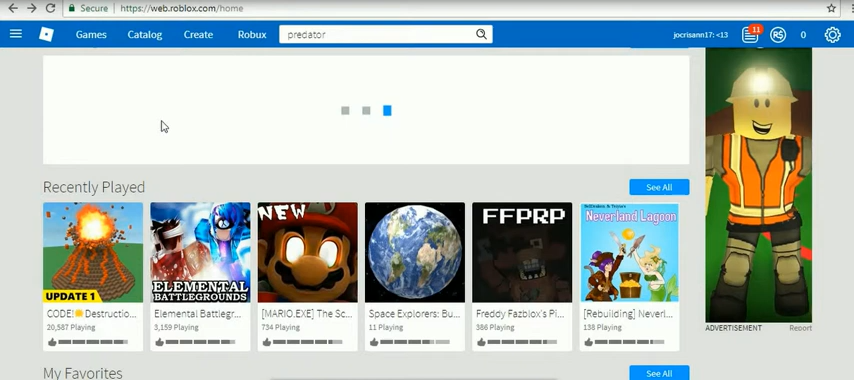 Secure https://web.roblox.com/home
Games Catalog Create Robux predator jocrisann17: <13 11 0
Recently Played See All
UPDATE 1
ELEMENTAL
BATTLEGROUNDS
NEW
FFPRP
Neverland Lagoon
CODE! Destructio...
Elemental Battlegr...
[MARIO.EXE] The Sc...
Space Explorers: Bu...
Freddy Fazblox's Pi...
[Rebuilding] Neverl...
20,587 Playing
3,159 Playing
734 Playing
11 Playing
386 Playing
138 Playing
ADVERTISEMENT Report
My Favorites See All